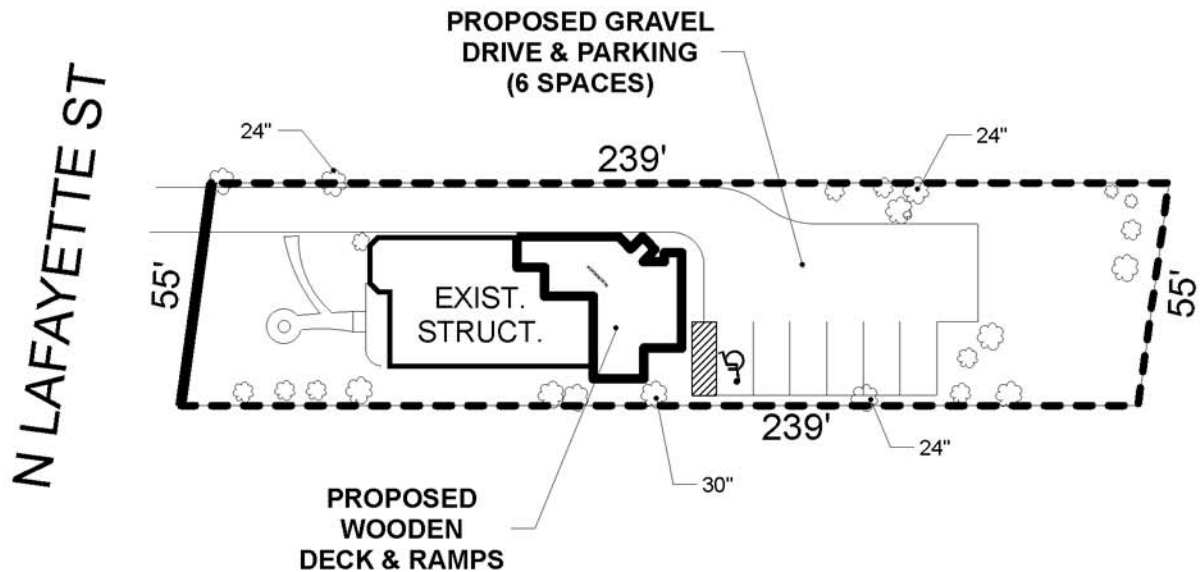 PROPOSED GRAVEL
DRIVE & PARKING
(6 SPACES)
N LAFAYETTE ST
24"
239'
24"
55'
EXIST.
STRUCT.
55'
239'
24"
30"
PROPOSED
WOODEN
DECK & RAMPS